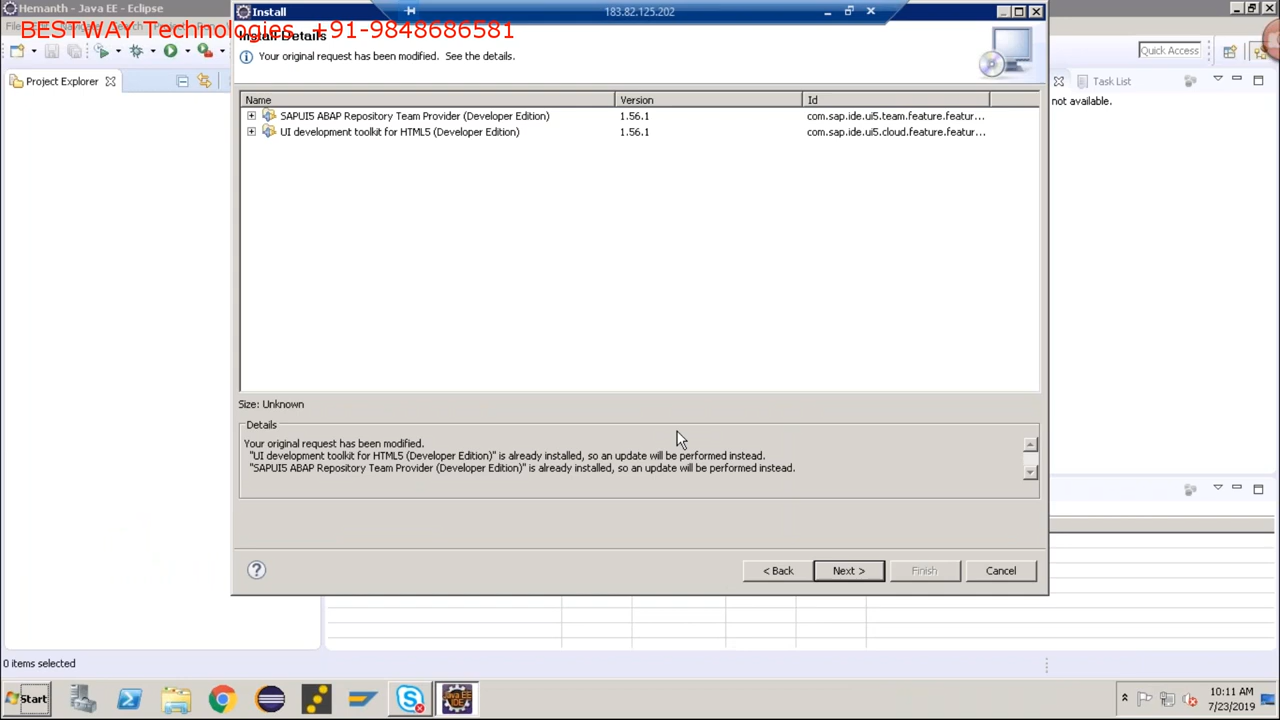 Hemanth - Java EE - Eclipse
Install
183.82.125.202
BESTWAY Technologies +91-9848686581
Install Details
Your original request has been modified. See the details.
Quick Access
Project Explorer
Task List
not available.
Name
Version
Id
SAPUI5 ABAP Repository Team Provider (Developer Edition)
1.56.1
com.sap.ide.ui5.team.feature.featur...
UI development toolkit for HTML5 (Developer Edition)
1.56.1
com.sap.ide.ui5.cloud.feature.featur...
Size: Unknown
Details
Your original request has been modified.
"UI development toolkit for HTML5 (Developer Edition)" is already installed, so an update will be performed instead.
"SAPUI5 ABAP Repository Team Provider (Developer Edition)" is already installed, so an update will be performed instead.
< Back
Next >
Finish
Cancel
0 items selected
Start
Java EE
IDE
10:11 AM
7/23/2019